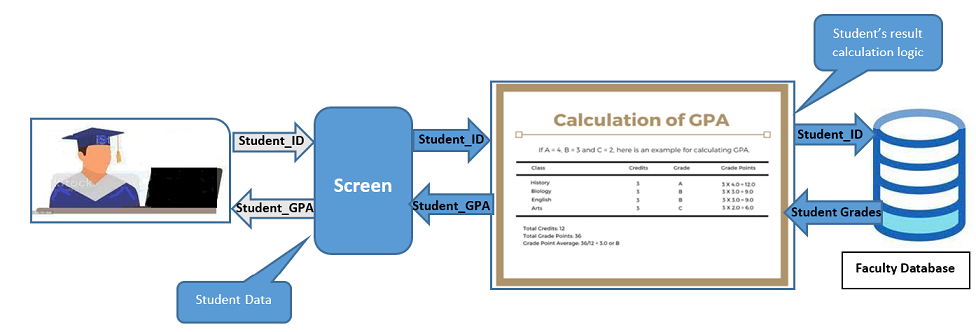 Student's result
calculation logic
Student_ID
Student_ID
Student_ID
Calculation of GPA
If A = 4, B = 3 and C = 2, here is an example for calculating GPA.
Class Credits Grade Grade Points
History 3 A 3 X 4.0 = 12.0
Biology 3 B 3 X 3.0 = 9.0
English 3 B 3 X 3.0 = 9.0
Arts 3 C 3 X 2.0 = 6.0
Total Credits: 12
Total Grade Points: 36
Grade Point Average: 36/12 = 3.0 or B
Screen
Student_GPA
Student_GPA
Student Grades
Faculty Database
Student Data